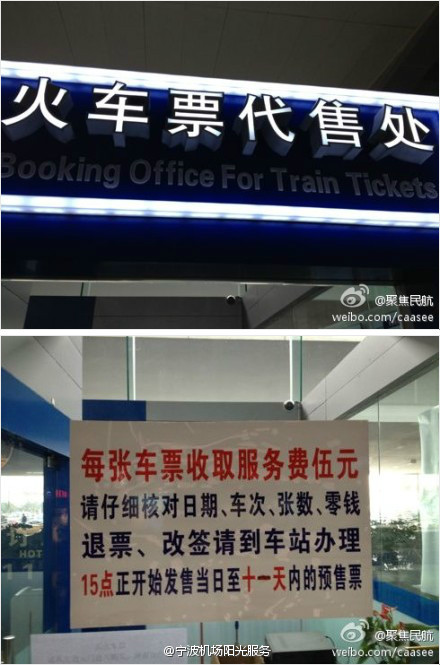 火车票代售处
Booking Office For Train Tickets
@聚焦民航
weibo.com/caasee
每张车票收取服务费伍元
请仔细核对日期、车次、张数、零钱
退票、改签请到车站办理
15点正开始发售当日至十一天内的预售票
@宁波机场阳光服务
@聚焦民航
weibo.com/caasee